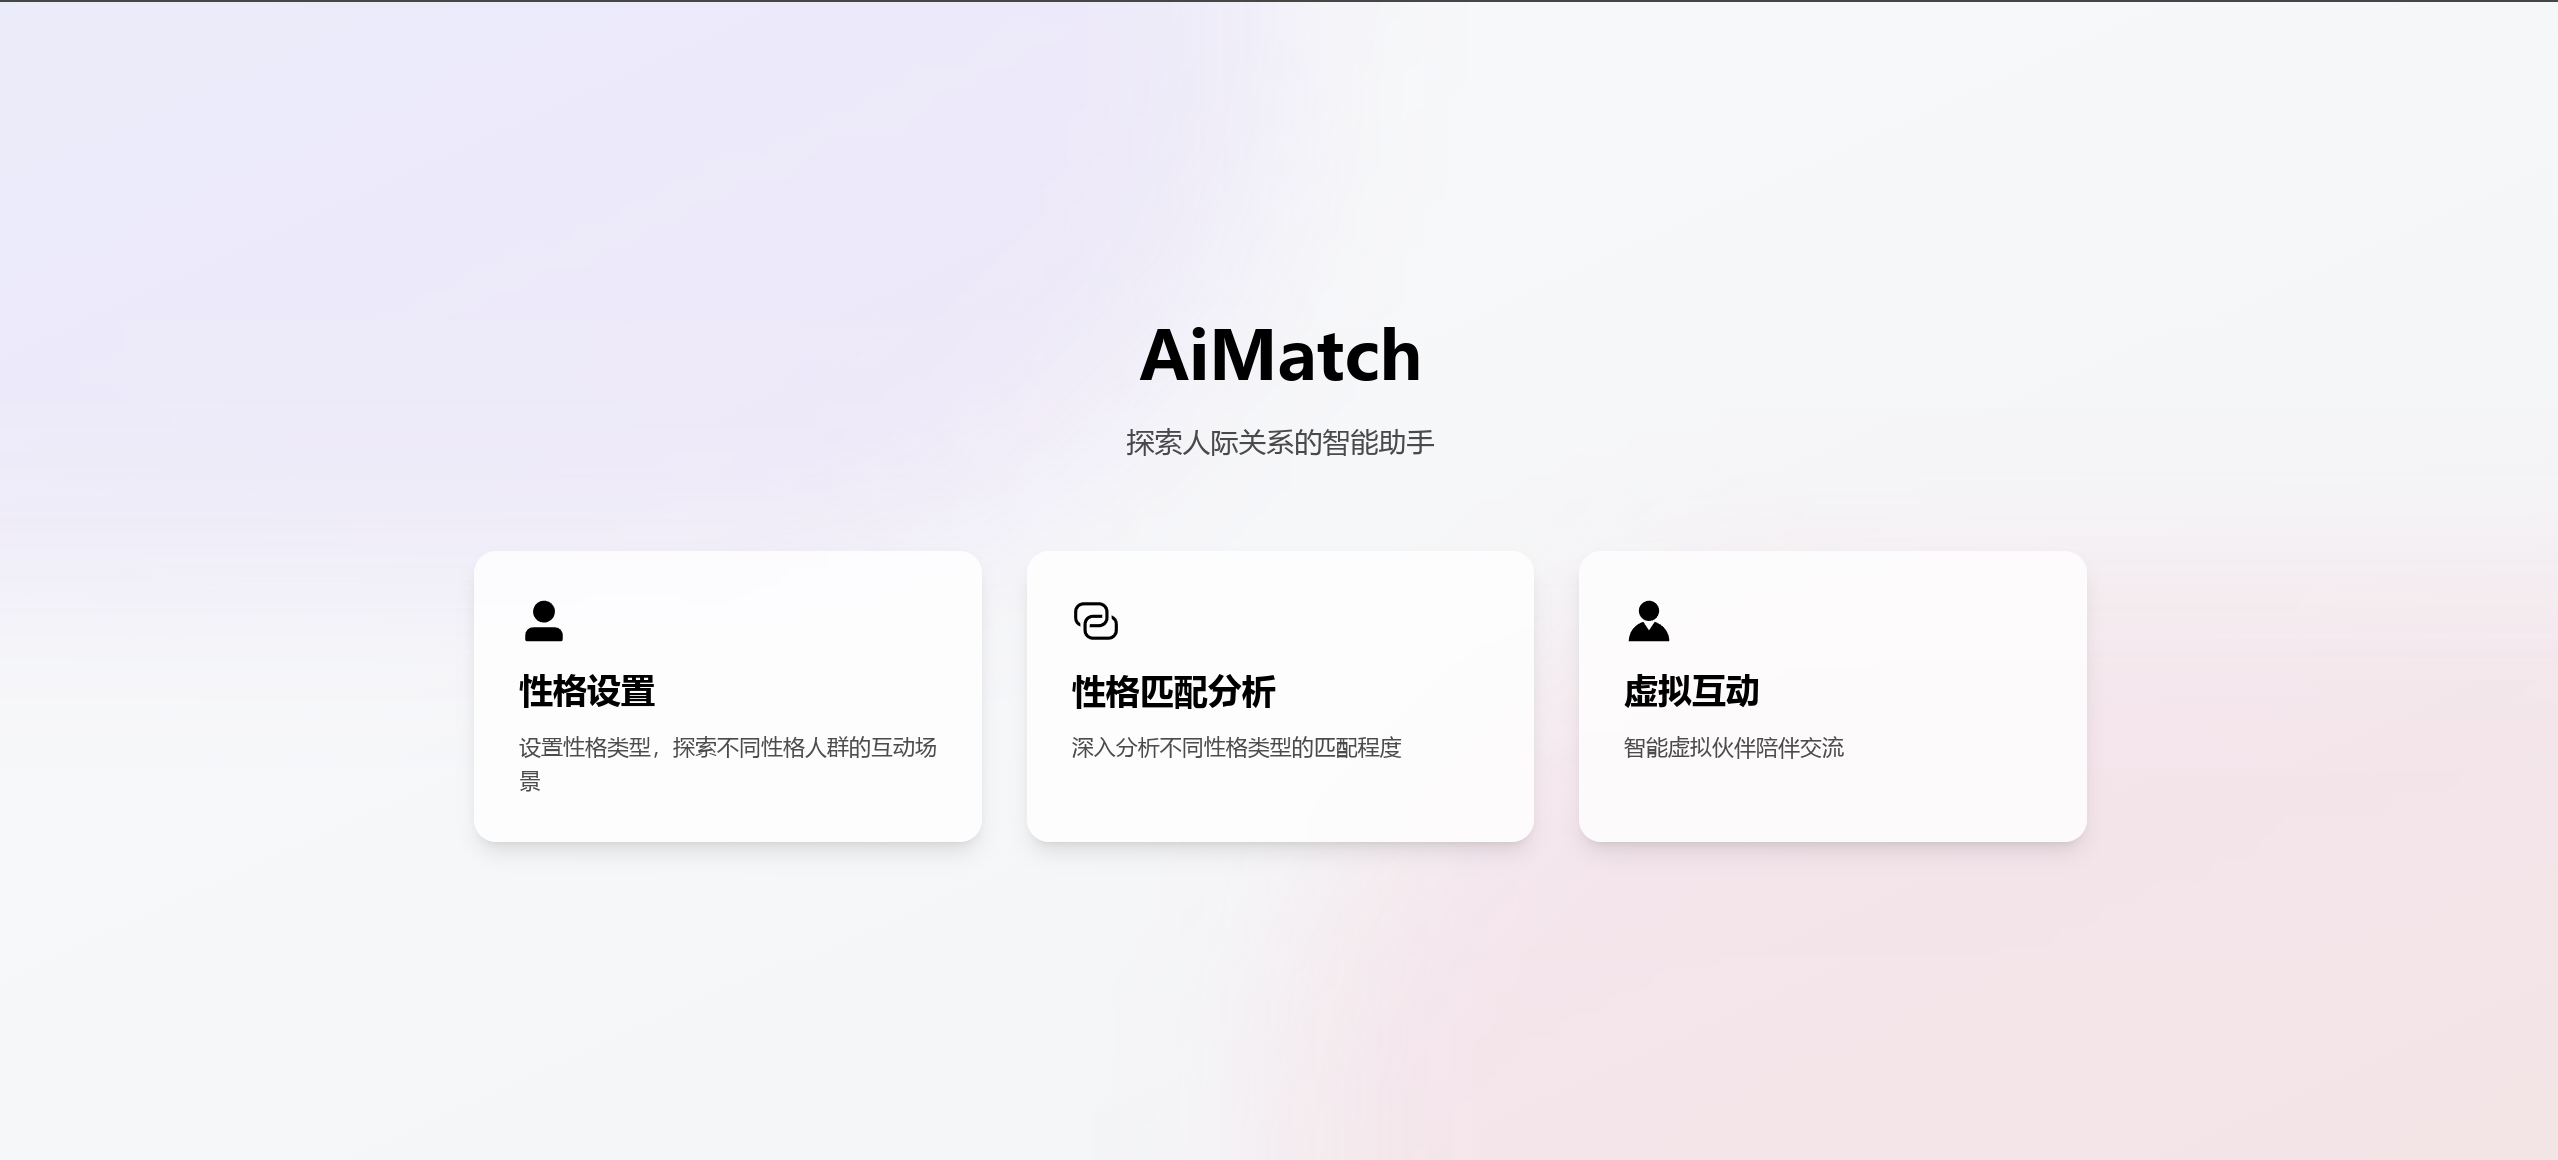 AiMatch
探索人际关系的智能助手
性格设置
设置性格类型，探索不同性格人群的互动场
景
性格匹配分析
深入分析不同性格类型的匹配程度
虚拟互动
智能虚拟伙伴陪伴交流